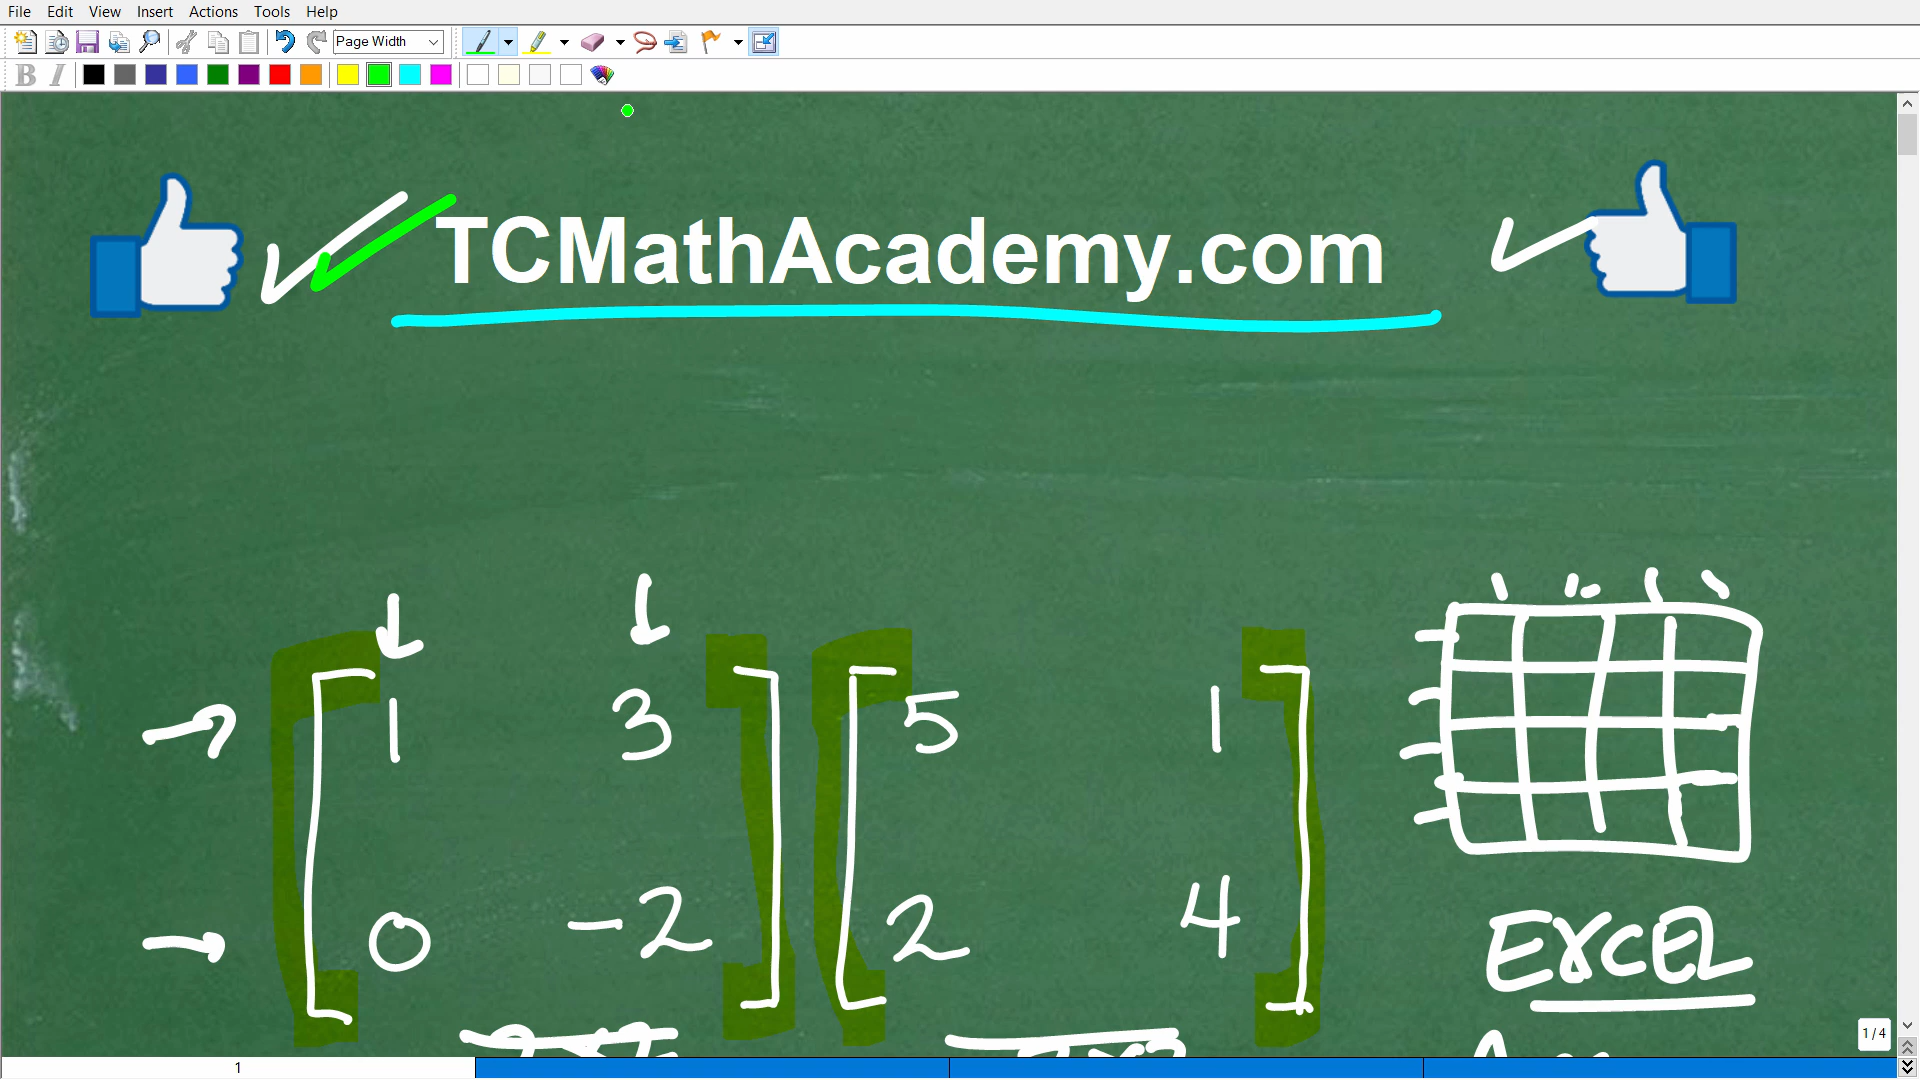 File Edit View Insert Actions Tools Help
Page Width
B I
TCMathAcademy.com
1 3 5 1
0 -2 2 4
EXCEL
1/4
1